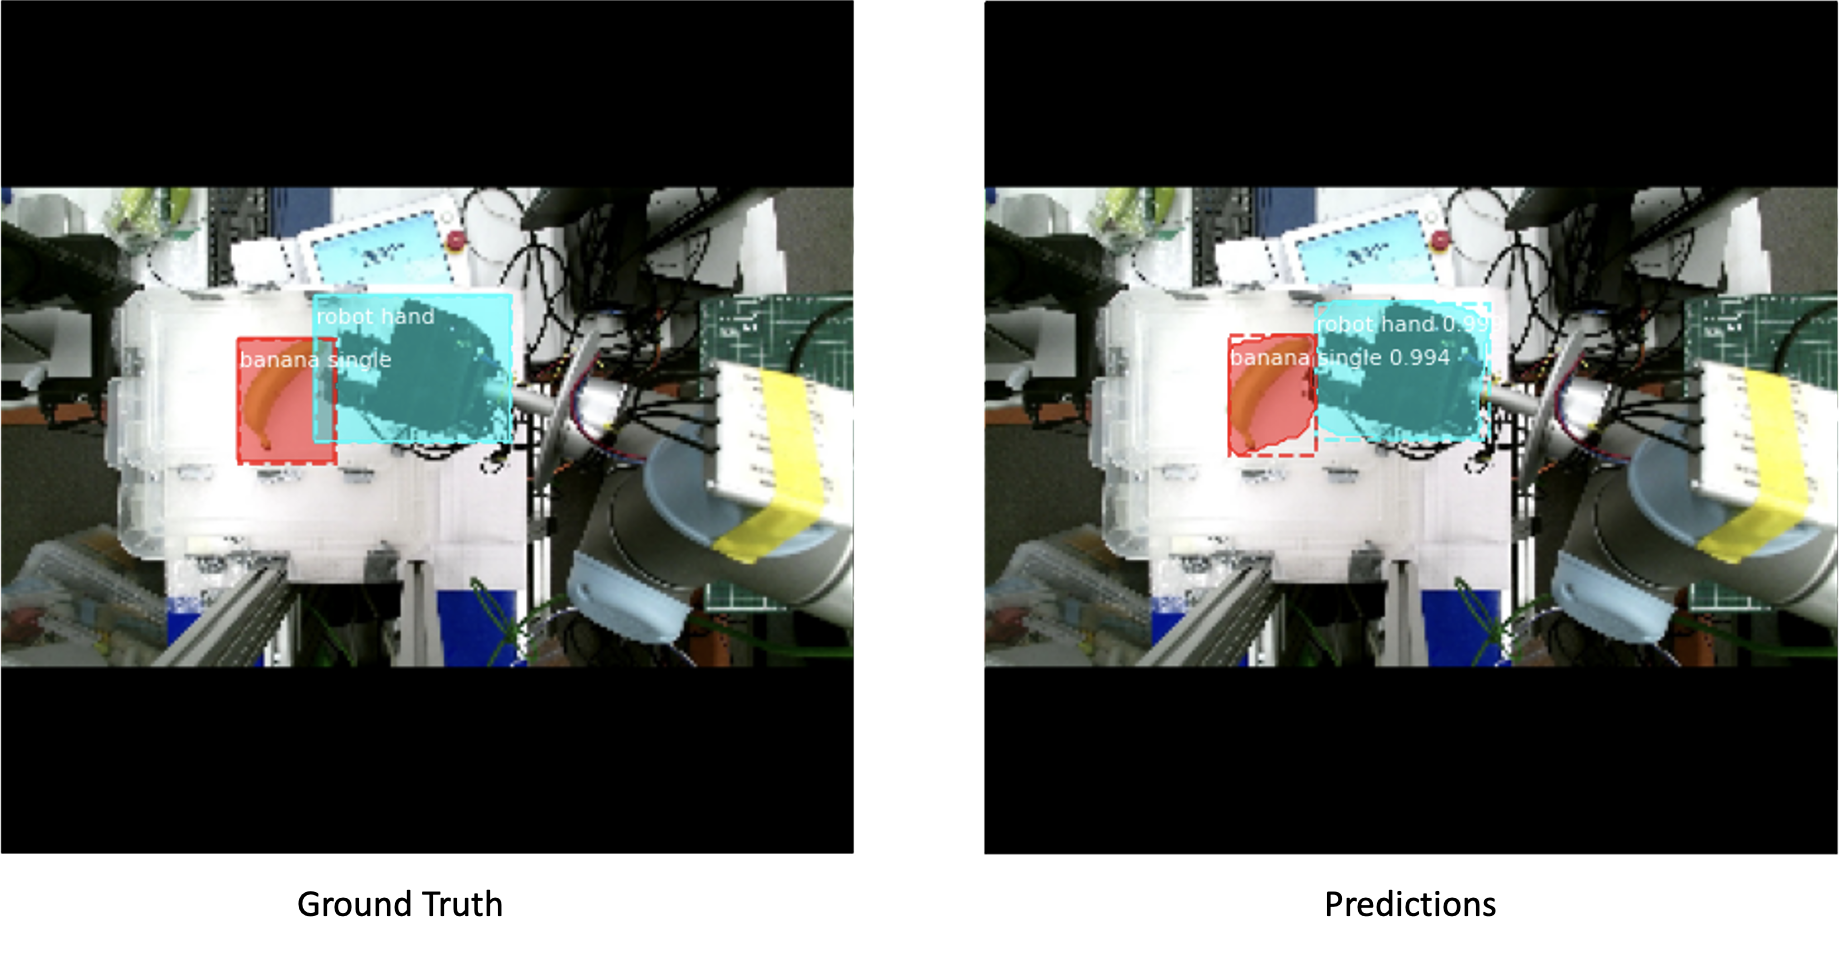 robot hand
banana single
robot hand 0.99
banana single 0.994
Ground Truth
Predictions